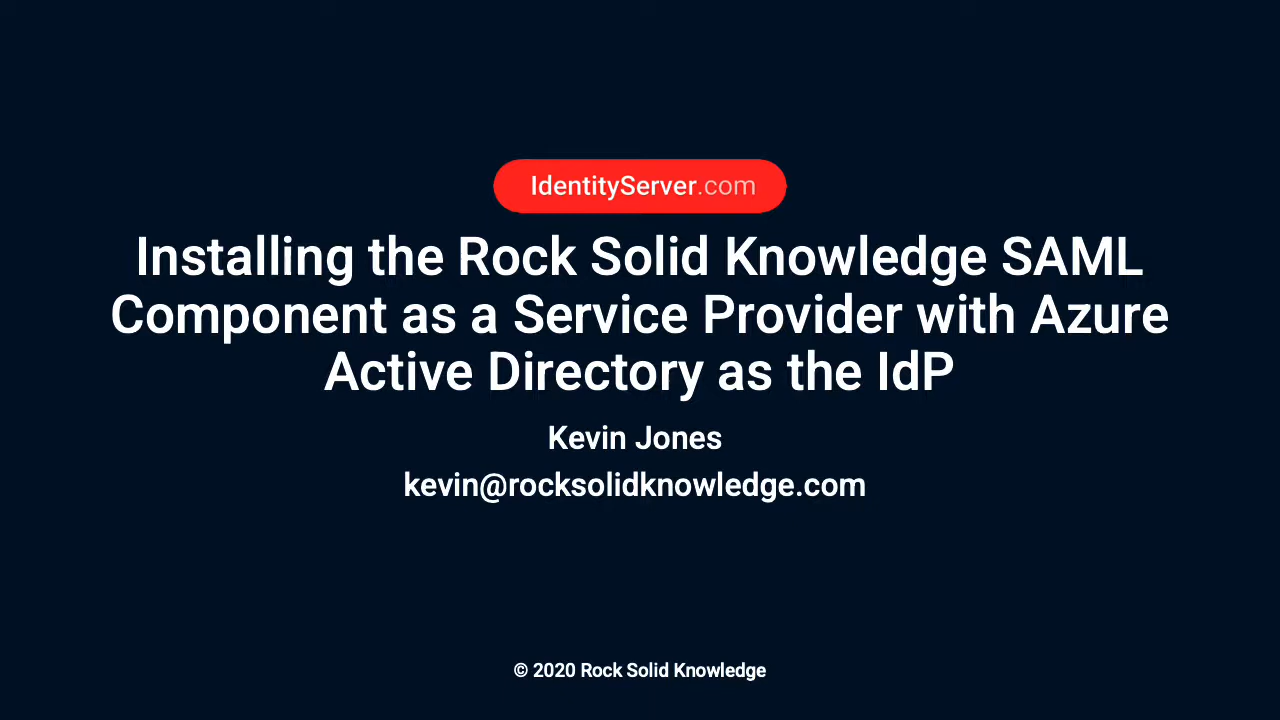 IdentityServer.com
Installing the Rock Solid Knowledge SAML
Component as a Service Provider with Azure
Active Directory as the IdP
Kevin Jones
kevin@rocksolidknowledge.com
© 2020 Rock Solid Knowledge